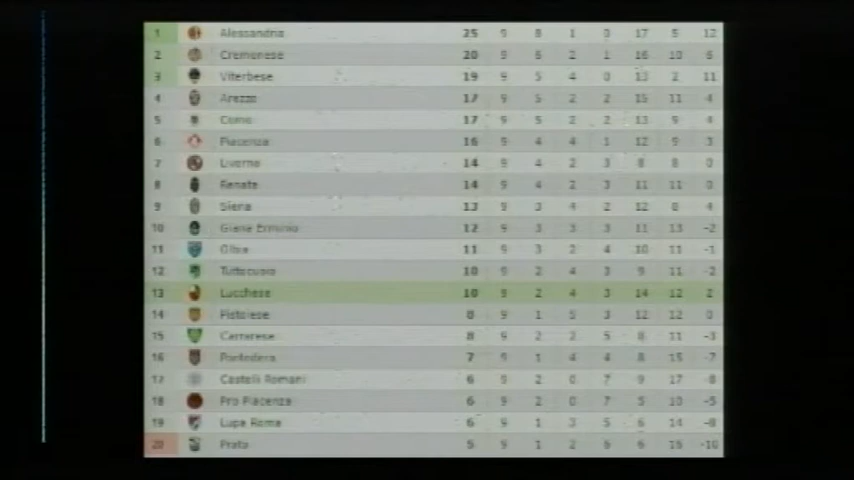 1 Alessandria 25 9 8 1 0 17 5 12
2 Cremonese 20 9 6 2 1 16 10 6
3 Viterbese 19 9 5 4 0 13 2 11
4 Arezzo 17 9 5 2 2 15 11 4
5 Como 17 9 5 2 2 13 9 4
6 Piacenza 16 9 4 4 1 12 9 3
7 Livorno 14 9 4 2 3 8 8 0
8 Renate 14 9 4 2 3 11 11 0
9 Siena 13 9 3 4 2 12 8 4
10 Giana Erminio 12 9 3 3 3 11 13 -2
11 Olbia 11 9 3 2 4 10 11 -1
12 Tuttocuoio 10 9 2 4 3 9 11 -2
13 Lucchese 10 9 2 4 3 14 12 2
14 Pistoiese 8 9 1 5 3 12 12 0
15 Carrarese 8 9 2 2 5 8 11 -3
16 Pontedera 7 9 1 4 4 8 15 -7
17 Castelli Romani 6 9 2 0 7 9 17 -8
18 Pro Piacenza 6 9 2 0 7 5 10 -5
19 Lupa Roma 6 9 1 3 5 6 14 -8
20 Prato 5 9 1 2 6 6 16 -10